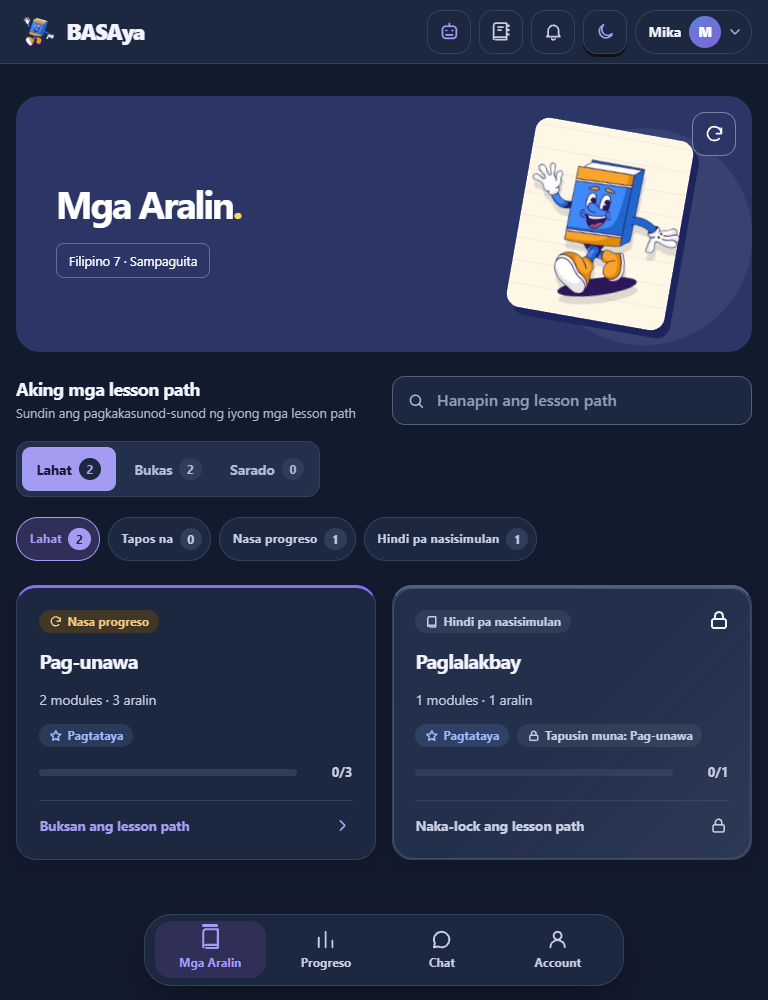 BASAya
Mika M
Mga Aralin.
Filipino 7 · Sampaguita
Aking mga lesson path
Sundin ang pagkakasunod-sunod ng iyong mga lesson path
Hanapin ang lesson path
Lahat 2 Bukas 2 Sarado 0
Lahat 2 Tapos na 0 Nasa progreso 1 Hindi pa nasisimulan 1
Nasa progreso
Pag-unawa
2 modules · 3 aralin
Pagtataya
0/3
Buksan ang lesson path
Hindi pa nasisimulan
Paglalakbay
1 modules · 1 aralin
Pagtataya Tapusin muna: Pag-unawa
0/1
Naka-lock ang lesson path
Mga Aralin Progreso Chat Account